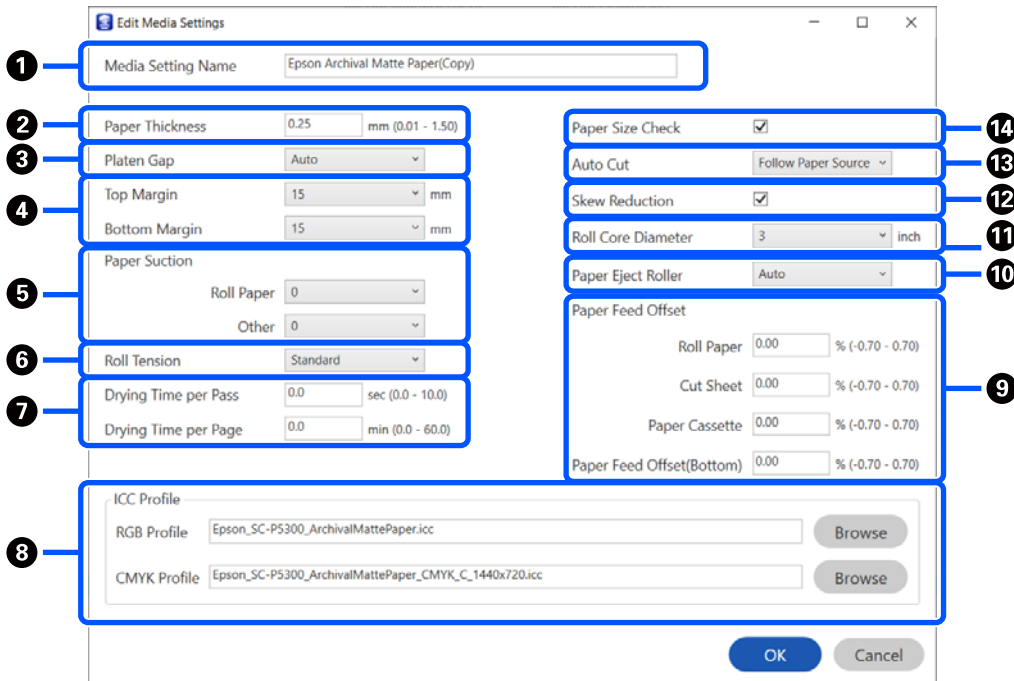 Edit Media Settings
1
Media Setting Name Epson Archival Matte Paper(Copy)
2
Paper Thickness 0.25 mm (0.01 - 1.50)
3
Platen Gap Auto
4
Top Margin 15 mm
Bottom Margin 15 mm
5
Paper Suction
Roll Paper 0
Other 0
6
Roll Tension Standard
7
Drying Time per Pass 0.0 sec (0.0 - 10.0)
Drying Time per Page 0.0 min (0.0 - 60.0)
Paper Size Check
14
Auto Cut Follow Paper Source
13
Skew Reduction
12
Roll Core Diameter 3 inch
11
Paper Eject Roller Auto
10
Paper Feed Offset
Roll Paper 0.00 % (-0.70 - 0.70)
Cut Sheet 0.00 % (-0.70 - 0.70)
9
Paper Cassette 0.00 % (-0.70 - 0.70)
Paper Feed Offset(Bottom) 0.00 % (-0.70 - 0.70)
8
ICC Profile
RGB Profile Epson_SC-P5300_ArchivalMattePaper.icc Browse
CMYK Profile Epson_SC-P5300_ArchivalMattePaper_CMYK_C_1440x720.icc Browse
OK Cancel